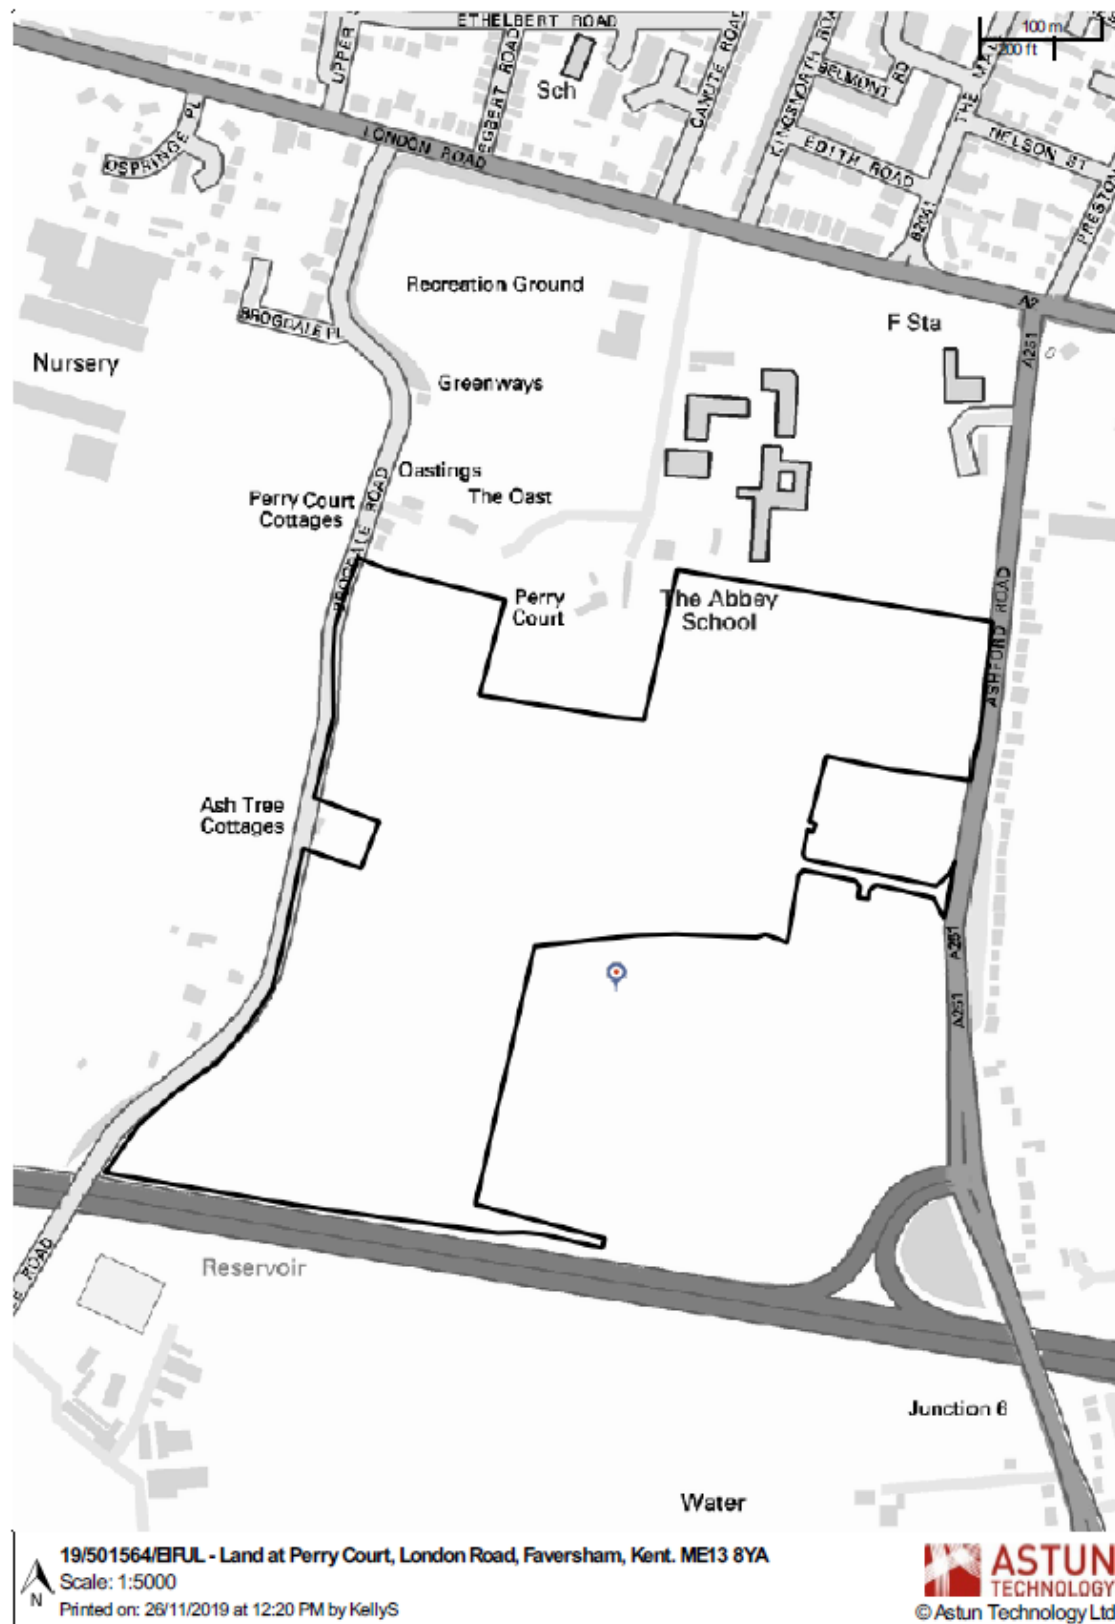 ETHELBERT ROAD
100 m
200 ft
UPPER
EGBERT ROAD
Sch
CANUTE ROAD
BELMONT RD
THE MAL
OSPRINGE PL
LONDON ROAD
EDITH ROAD
NELSON ST
B2041
PRESTON
Recreation Ground
BROGDALE PL
A2
F Sta
A251
Nursery
Greenways
Oastings
Perry Court
Cottages
The Oast
BROGDALE ROAD
Perry
Court
The Abbey
School
ASHFORD ROAD
Ash Tree
Cottages
A251
A251
Reservoir
ROAD
Junction 6
Water
19/501564/EIFUL - Land at Perry Court, London Road, Faversham, Kent. ME13 8YA
Scale: 1:5000
N
Printed on: 26/11/2019 at 12:20 PM by KellyS
ASTUN
TECHNOLOGY
© Astun Technology Ltd